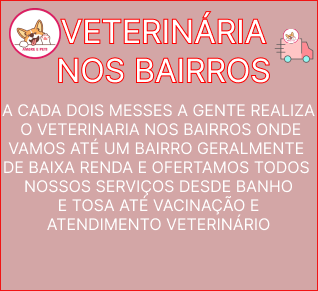 VETERINÁRIA
NOS BAIRROS
A CADA DOIS MESSES A GENTE REALIZA
O VETERINARIA NOS BAIRROS ONDE
VAMOS ATÉ UM BAIRRO GERALMENTE
DE BAIXA RENDA E OFERTAMOS TODOS
NOSSOS SERVIÇOS DESDE BANHO
E TOSA ATÉ VACINAÇÃO E
ATENDIMENTO VETERINÁRIO